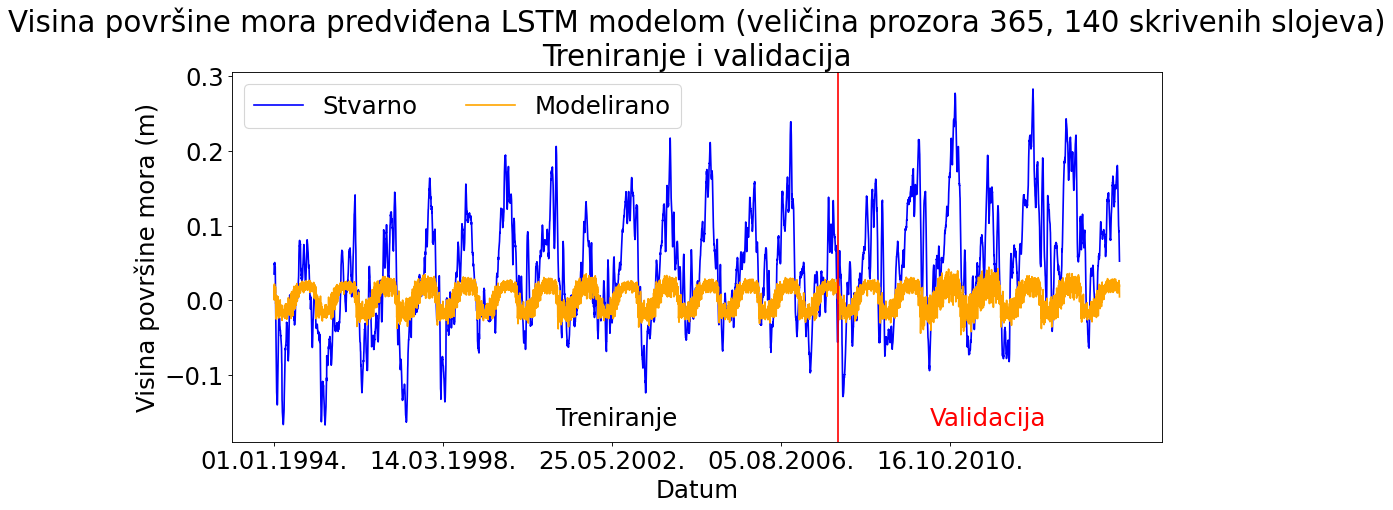 Visina površine mora predviđena LSTM modelom (veličina prozora 365, 140 skrivenih slojeva)
Treniranje i validacija
Stvarno Modelirano
Visina površine mora (m)
0.3
0.2
0.1
0.0
−0.1
Treniranje Validacija
01.01.1994. 14.03.1998. 25.05.2002. 05.08.2006. 16.10.2010.
Datum